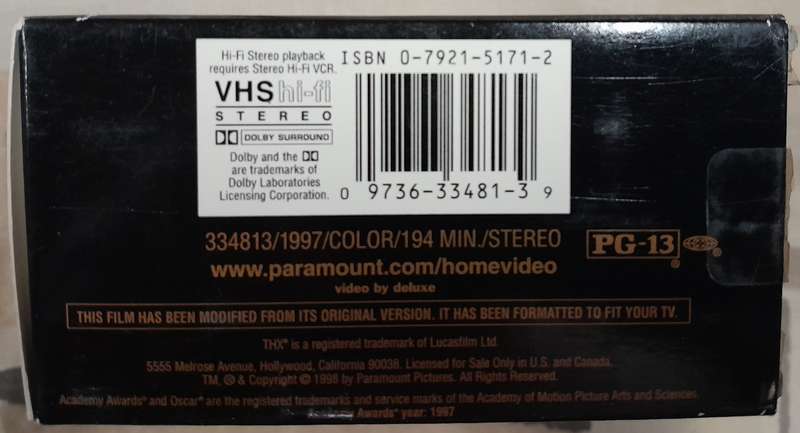 Hi-Fi Stereo playback
requires Stereo Hi-Fi VCR.
VHS hi-fi
STEREO
DOLBY SURROUND
Dolby and the
are trademarks of
Dolby Laboratories
Licensing Corporation.
ISBN 0-7921-5171-2
0 9736-33481-3 9
334813/1997/COLOR/194 MIN./STEREO
PG-13 ®
www.paramount.com/homevideo
video by deluxe
THIS FILM HAS BEEN MODIFIED FROM ITS ORIGINAL VERSION. IT HAS BEEN FORMATTED TO FIT YOUR TV.
THX® is a registered trademark of Lucasfilm Ltd.
5555 Melrose Avenue, Hollywood, California 90038. Licensed for Sale Only in U.S. and Canada.
TM, ® & Copyright © 1998 by Paramount Pictures. All Rights Reserved.
Academy Awards® and Oscar® are the registered trademarks and service marks of the Academy of Motion Picture Arts and Sciences.
Awards® year: 1997